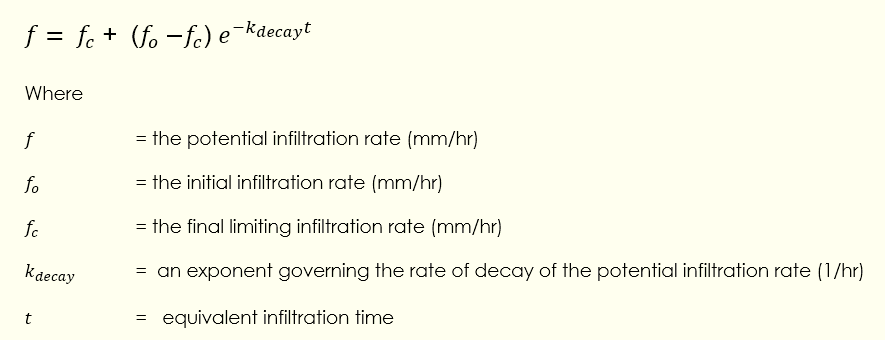 f = f_c + (f_o − f_c) e^{−k_{decay}t}
Where
f = the potential infiltration rate (mm/hr)
f_o = the initial infiltration rate (mm/hr)
f_c = the final limiting infiltration rate (mm/hr)
k_{decay} = an exponent governing the rate of decay of the potential infiltration rate (1/hr)
t = equivalent infiltration time